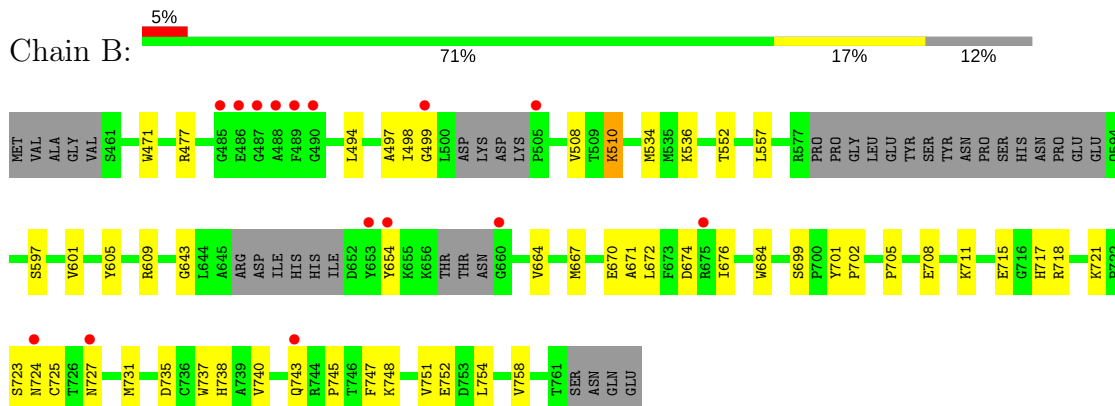 5%
Chain B:
71% 17% 12%
MET VAL ALA GLY VAL S461 W471 R477 G485 E486 G487 A488 F489 G490 L494 A497 I498 G499 L500 ASP LYS ASP LYS P505 V508 T509 K510 M534 M535 K536 T552 L557 R577 PRO PRO GLY LEU GLU TYR SER TYR ASN PRO SER HIS ASN PRO GLU GLU
S597 V601 Y605 R609 G643 L644 A645 ARG ASP ILE HIS HIS ILE D652 Y653 Y654 K655 K656 THR THR ASN G660 V664 M667 E670 A671 L672 F673 D674 R675 I676 W684 S699 P700 Y701 P702 P705 E708 K711 E715 G716 H717 R718 K721
S723 N724 C725 T726 N727 M731 D735 C736 W737 H738 A739 V740 Q743 R744 P745 T746 F747 K748 V751 E752 D753 L754 V758 T761 SER ASN GLN GLU